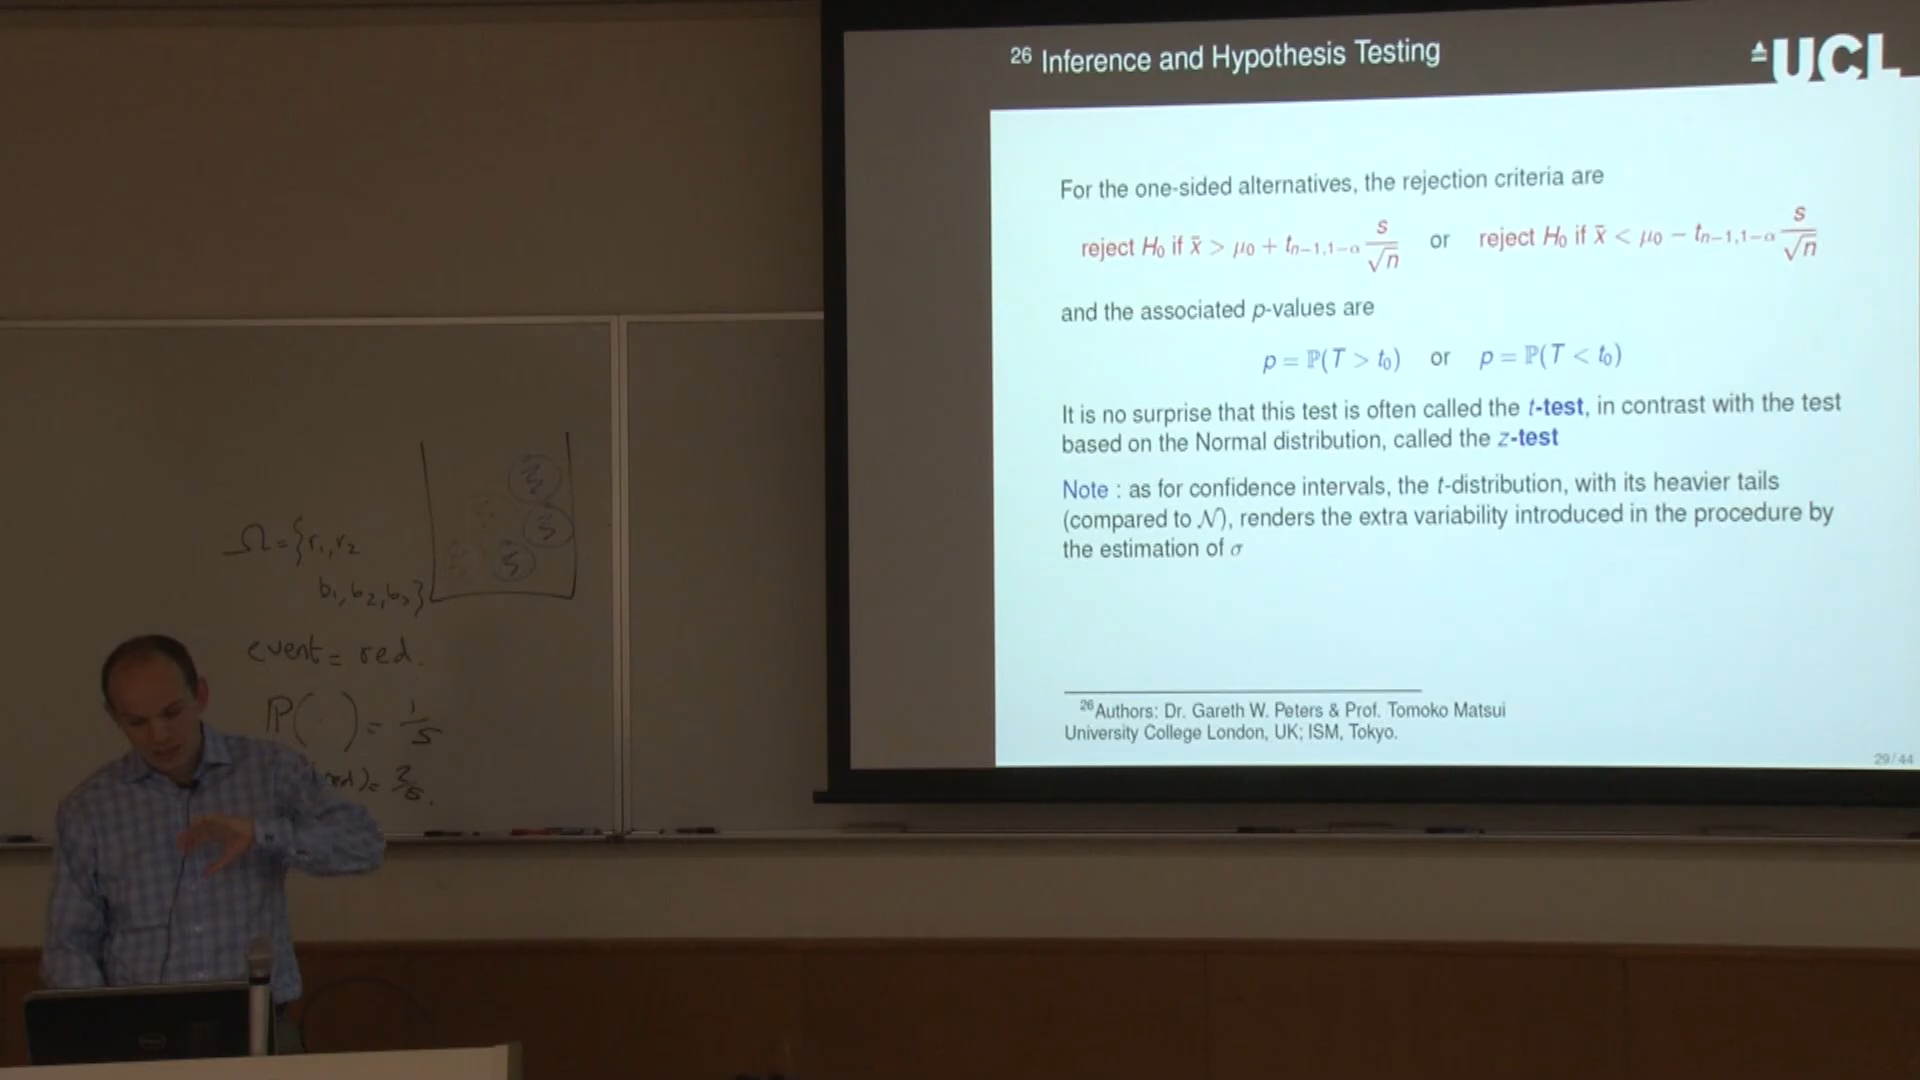 26 Inference and Hypothesis Testing
UCL
For the one-sided alternatives, the rejection criteria are
reject H₀ if x̄ > μ₀ + tₙ₋₁,₁₋α s/√n or reject H₀ if x̄ < μ₀ − tₙ₋₁,₁₋α s/√n
and the associated p-values are
p = ℙ(T > t₀) or p = ℙ(T < t₀)
It is no surprise that this test is often called the t-test, in contrast with the test
based on the Normal distribution, called the z-test
Note : as for confidence intervals, the t-distribution, with its heavier tails
(compared to 𝒩), renders the extra variability introduced in the procedure by
the estimation of σ
26Authors: Dr. Gareth W. Peters & Prof. Tomoko Matsui
University College London, UK; ISM, Tokyo.
29/44
Ω={r₁,r₂
b₁,b₂,b₃}
event= red.
ℙ( · ) = 1/5
red)= 2/5.